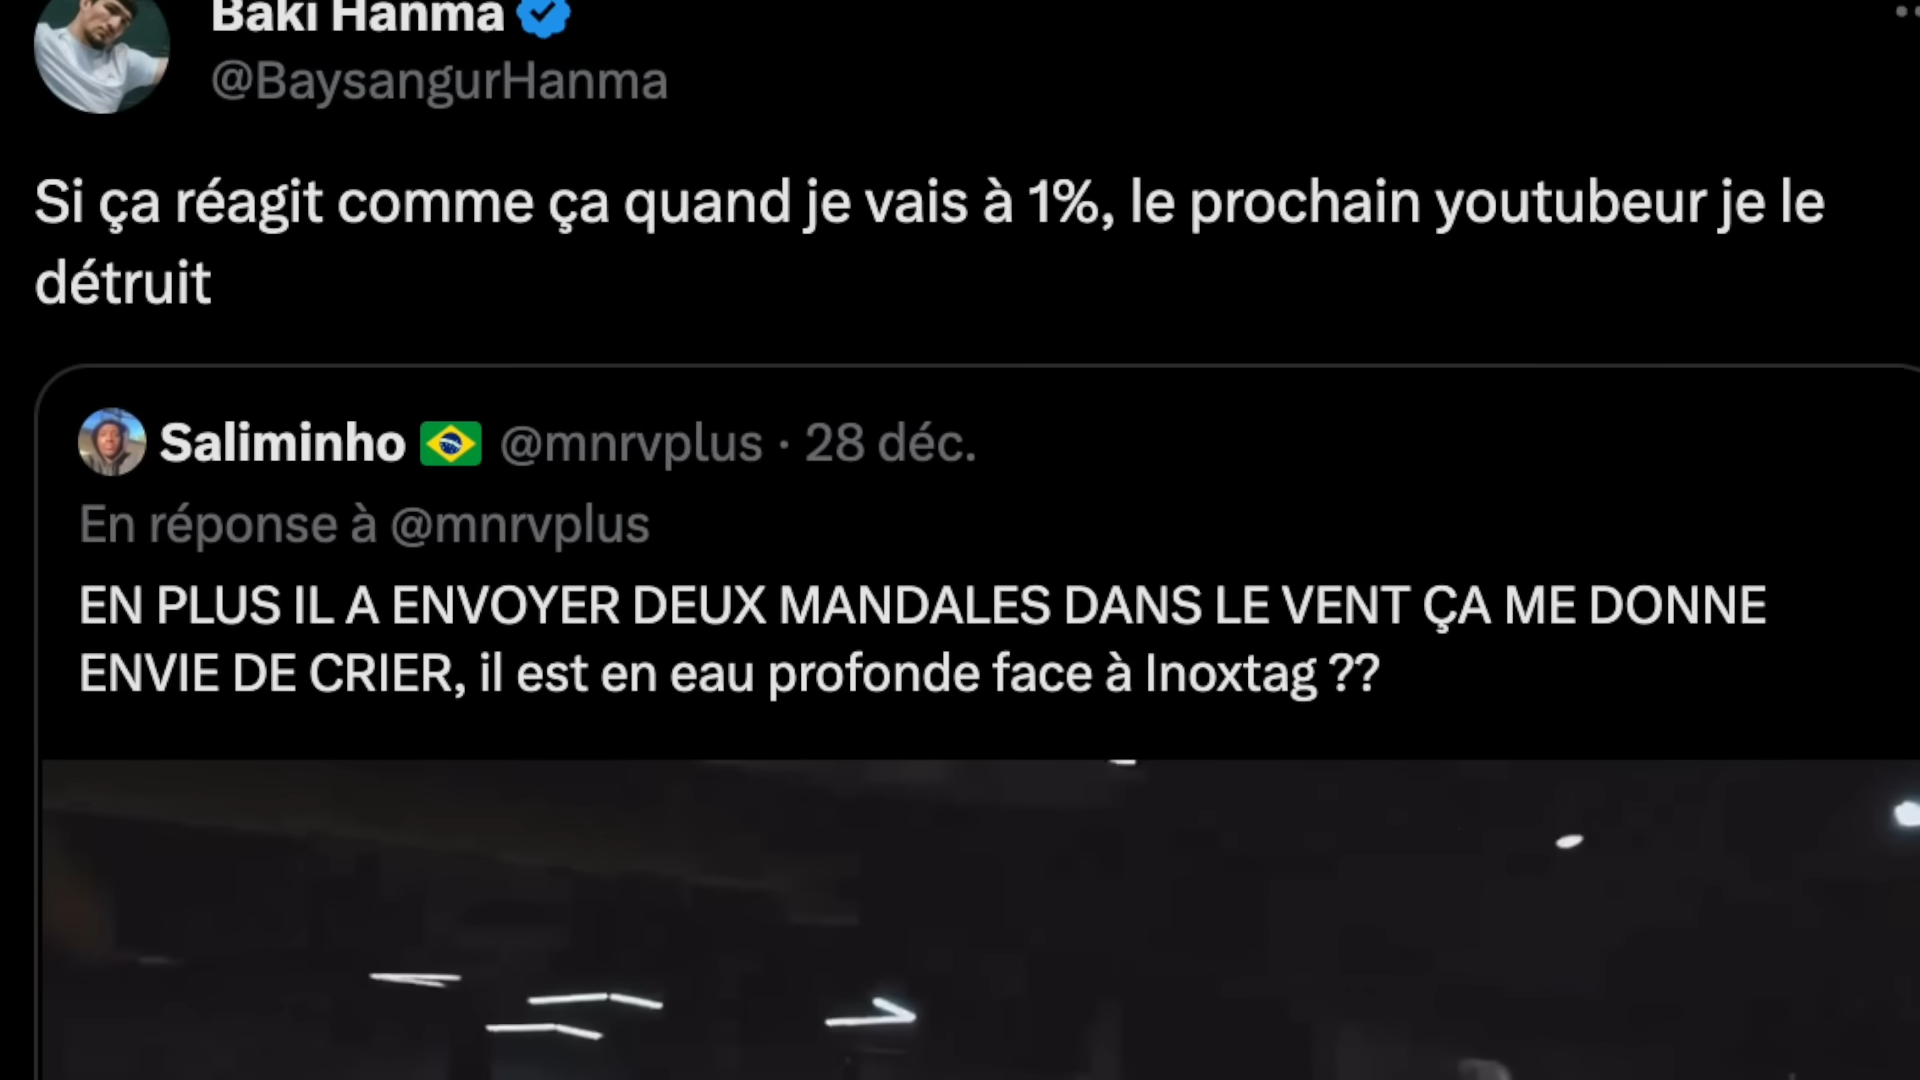 Baki Hanma
@BaysangurHanma
Si ça réagit comme ça quand je vais à 1%, le prochain youtubeur je le
détruit
Saliminho @mnrvplus · 28 déc.
En réponse à @mnrvplus
EN PLUS IL A ENVOYER DEUX MANDALES DANS LE VENT ÇA ME DONNE
ENVIE DE CRIER, il est en eau profonde face à Inoxtag ??